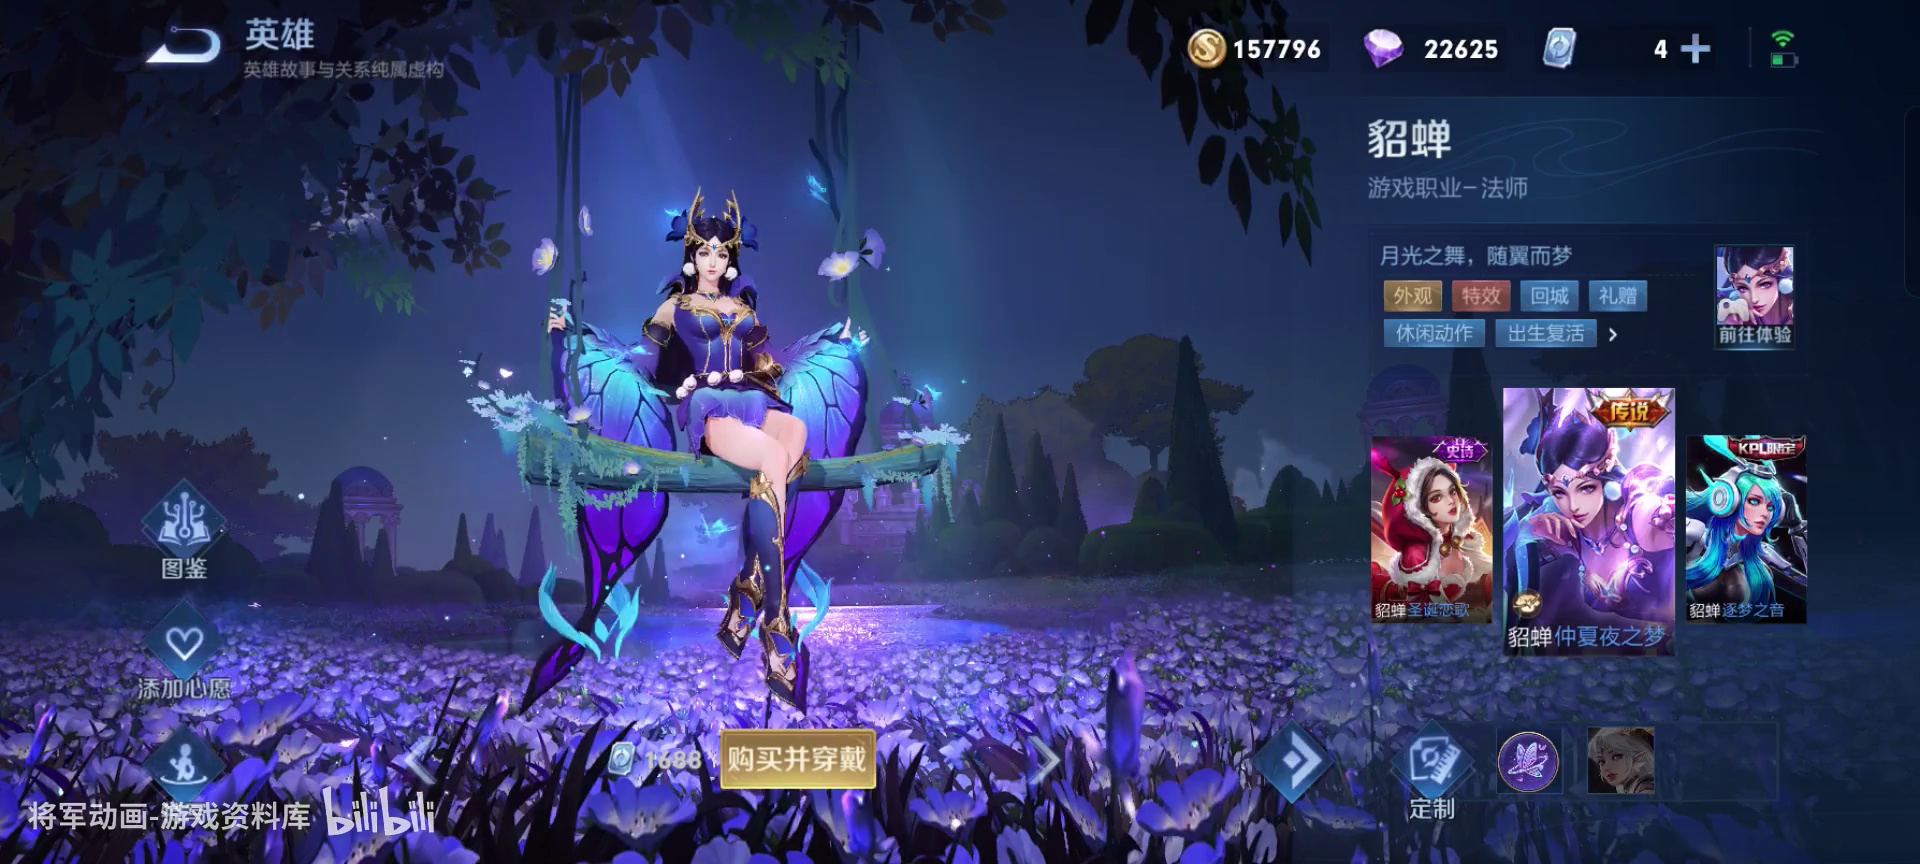 英雄
英雄故事与关系纯属虚构
157796
22625
4
貂蝉
游戏职业-法师
月光之舞，随翼而梦
外观 特效 回城 礼赠
休闲动作 出生复活
前往体验
史诗
传说
KPL限定
貂蝉圣诞恋歌
貂蝉仲夏夜之梦
貂蝉逐梦之音
图鉴
添加心愿
1688
购买并穿戴
定制
将军动画-游戏资料库 bilibili